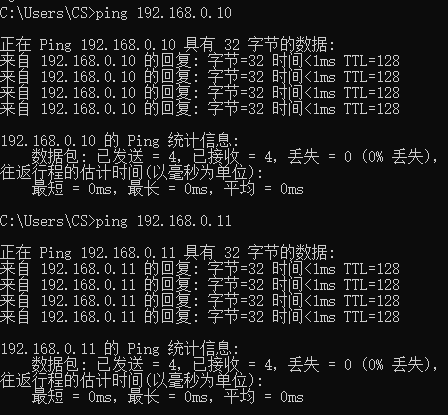 C:\Users\CS>ping 192.168.0.10
正在 Ping 192.168.0.10 具有 32 字节的数据:
来自 192.168.0.10 的回复: 字节=32 时间<1ms TTL=128
来自 192.168.0.10 的回复: 字节=32 时间<1ms TTL=128
来自 192.168.0.10 的回复: 字节=32 时间<1ms TTL=128
来自 192.168.0.10 的回复: 字节=32 时间<1ms TTL=128
192.168.0.10 的 Ping 统计信息:
数据包: 已发送 = 4, 已接收 = 4, 丢失 = 0 (0% 丢失),
往返行程的估计时间(以毫秒为单位):
最短 = 0ms, 最长 = 0ms, 平均 = 0ms
C:\Users\CS>ping 192.168.0.11
正在 Ping 192.168.0.11 具有 32 字节的数据:
来自 192.168.0.11 的回复: 字节=32 时间<1ms TTL=128
来自 192.168.0.11 的回复: 字节=32 时间<1ms TTL=128
来自 192.168.0.11 的回复: 字节=32 时间<1ms TTL=128
来自 192.168.0.11 的回复: 字节=32 时间<1ms TTL=128
192.168.0.11 的 Ping 统计信息:
数据包: 已发送 = 4, 已接收 = 4, 丢失 = 0 (0% 丢失),
往返行程的估计时间(以毫秒为单位):
最短 = 0ms, 最长 = 0ms, 平均 = 0ms